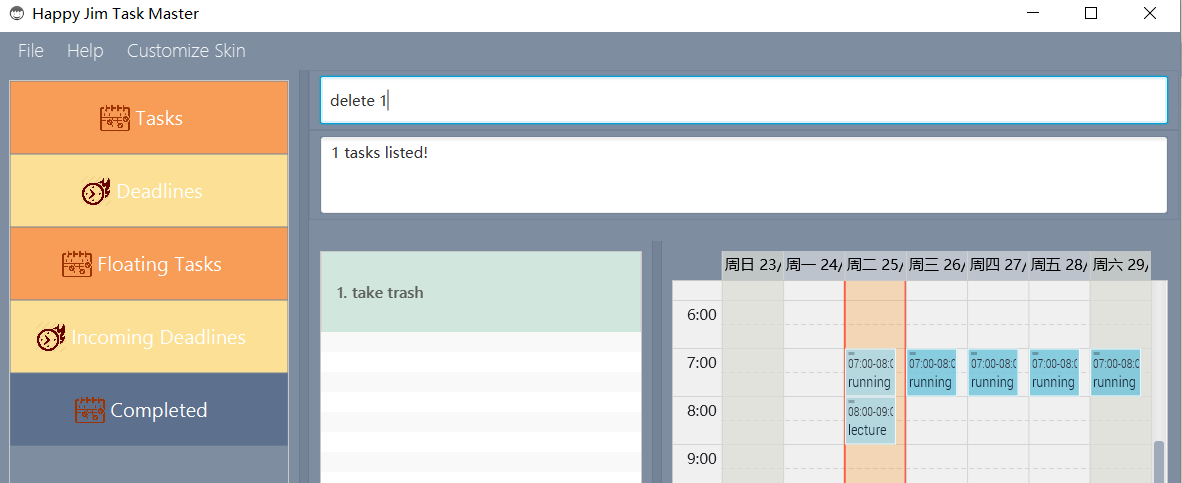 Happy Jim Task Master
File Help Customize Skin
Tasks
Deadlines
Floating Tasks
Incoming Deadlines
Completed
delete 1
1 tasks listed!
1. take trash
周日 23/ 周一 24/ 周二 25/ 周三 26/ 周四 27/ 周五 28/ 周六 29/
6:00
7:00
07:00-08:0 07:00-08:0 07:00-08:0 07:00-08:0 07:00-08:0
running running running running running
8:00
08:00-09:0
lecture
9:00